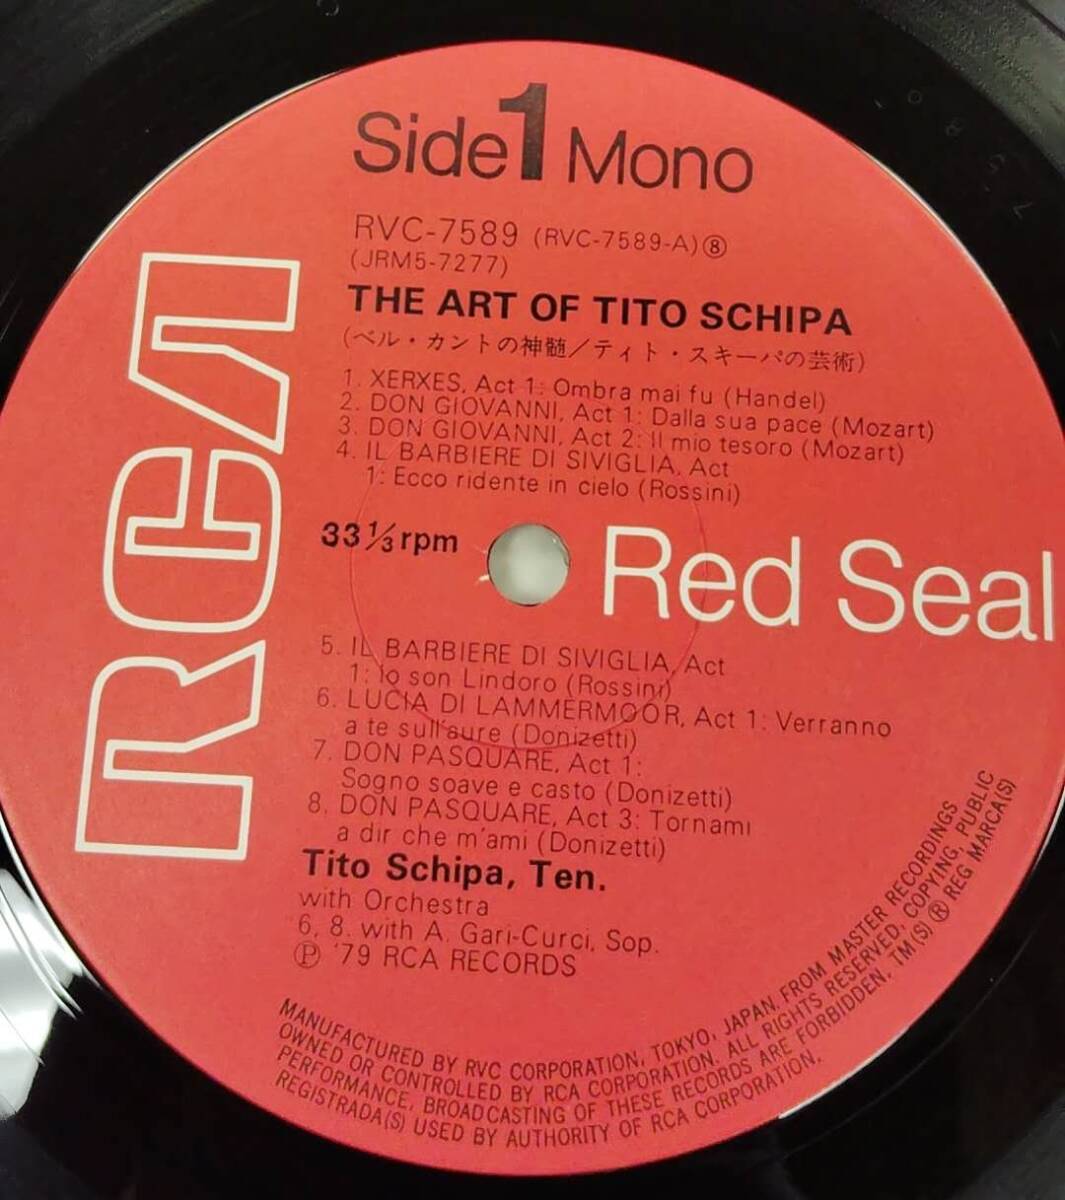 Side 1 Mono
RVC-7589 (RVC-7589-A) ⑧
(JRM5-7277)
THE ART OF TITO SCHIPA
(ベル・カントの神髄/ティト・スキーパの芸術)
1. XERXES, Act 1: Ombra mai fu (Handel)
2. DON GIOVANNI, Act 1: Dalla sua pace (Mozart)
3. DON GIOVANNI, Act 2: Il mio tesoro (Mozart)
4. IL BARBIERE DI SIVIGLIA, Act
1: Ecco ridente in cielo (Rossini)
33 1/3 rpm
Red Seal
RCA
5. IL BARBIERE DI SIVIGLIA, Act
1: Io son Lindoro (Rossini)
6. LUCIA DI LAMMERMOOR, Act 1: Verranno
a te sull'aure (Donizetti)
7. DON PASQUARE, Act 1:
Sogno soave e casto (Donizetti)
8. DON PASQUARE, Act 3: Tornami
a dir che m'ami (Donizetti)
Tito Schipa, Ten.
with Orchestra
6, 8. with A. Gari-Curci, Sop.
Ⓟ '79 RCA RECORDS
MANUFACTURED BY RVC CORPORATION, TOKYO, JAPAN. FROM MASTER RECORDINGS
OWNED OR CONTROLLED BY RCA CORPORATION. ALL RIGHTS RESERVED, COPYING, PUBLIC
PERFORMANCE, BROADCASTING OF THESE RECORDS ARE FORBIDDEN. TM(S) ® REG MARCA(S)
REGISTRADA(S) USED BY AUTHORITY OF RCA CORPORATION.